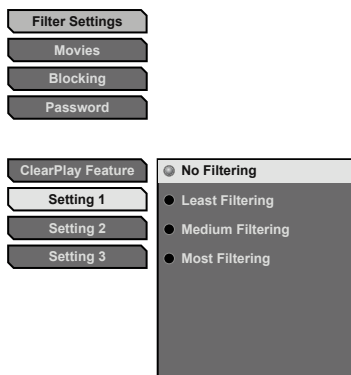 Filter Settings
Movies
Blocking
Password
ClearPlay Feature
Setting 1
Setting 2
Setting 3
No Filtering
Least Filtering
Medium Filtering
Most Filtering